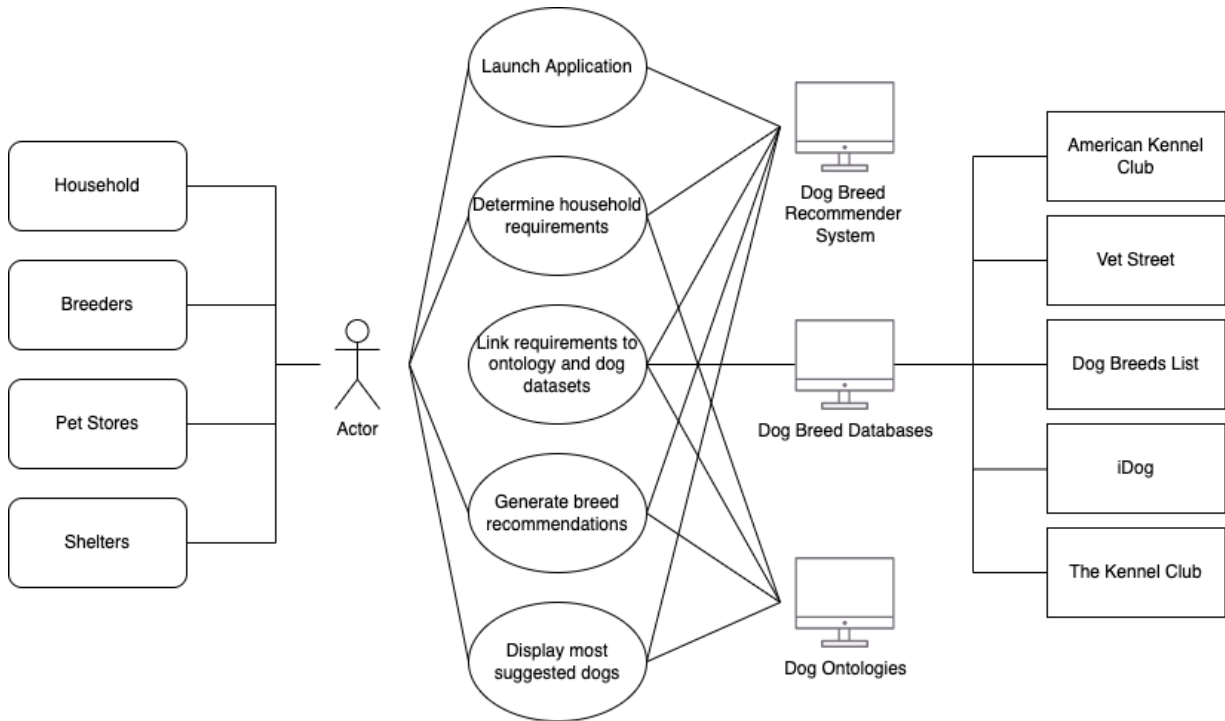 Launch Application
Household
Breeders
Pet Stores
Shelters
Actor
Determine household
requirements
Link requirements to
ontology and dog
datasets
Generate breed
recommendations
Display most
suggested dogs
Dog Breed
Recommender
System
Dog Breed Databases
Dog Ontologies
American Kennel
Club
Vet Street
Dog Breeds List
iDog
The Kennel Club